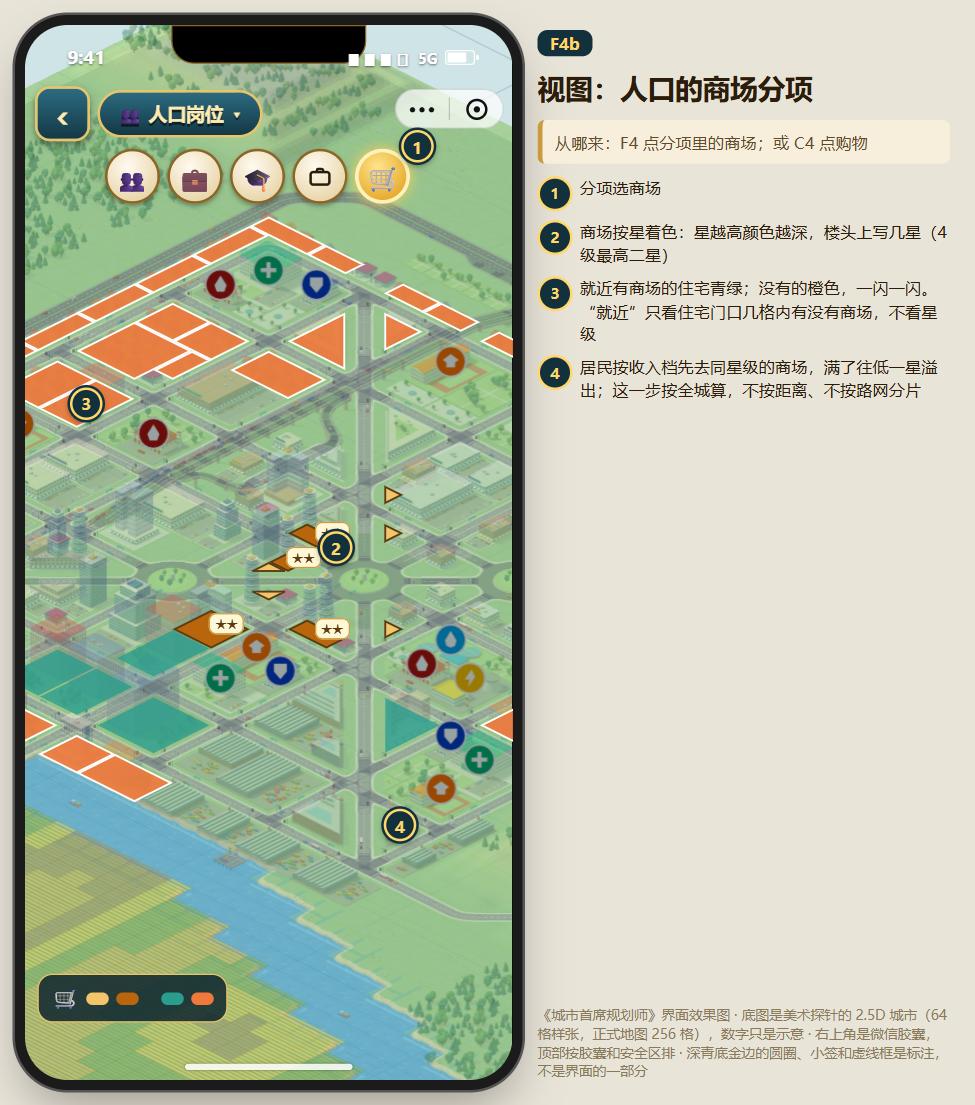 9:41
5G
人口岗位
1
3
★★
2
★★
★★
★★
4
F4b
视图：人口的商场分项
从哪来：F4 点分项里的商场；或 C4 点购物
1 分项选商场
2 商场按星着色：星越高颜色越深，楼头上写几星（4
级最高二星）
3 就近有商场的住宅青绿；没有的橙色，一闪一闪。
“就近”只看住宅门口几格内有没有商场，不看星
级
4 居民按收入档先去同星级的商场，满了往低一星溢
出；这一步按全城算，不按距离、不按路网分片
《城市首席规划师》界面效果图 · 底图是美术探针的 2.5D 城市（64
格样张，正式地图 256 格），数字只是示意 · 右上角是微信胶囊，
顶部按胶囊和安全区排 · 深青底金边的圆圈、小签和虚线框是标注，
不是界面的一部分